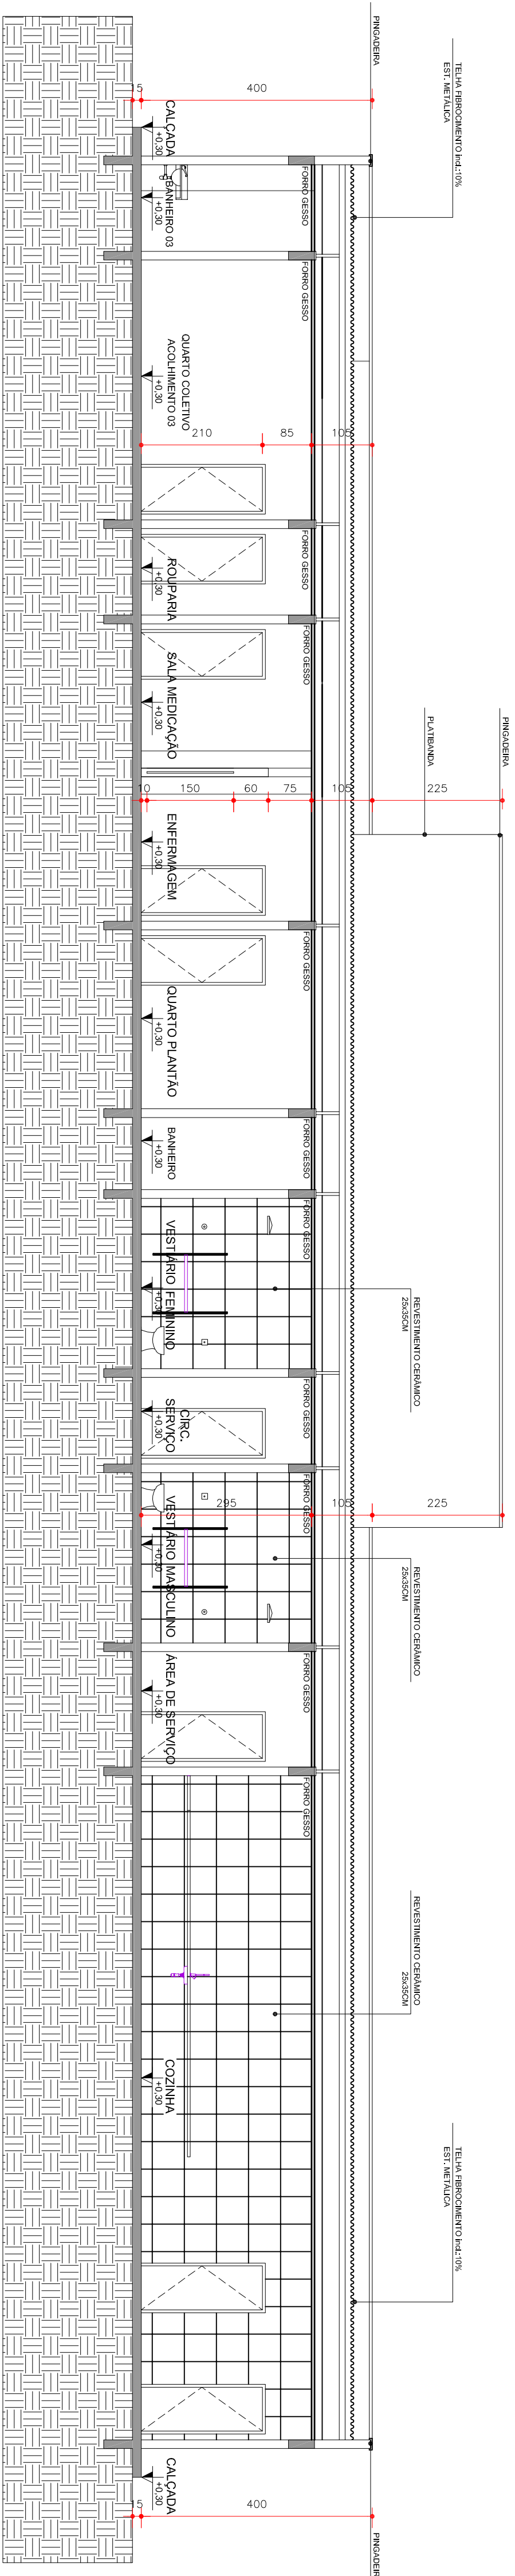 PINGADEIRA
TELHA FIBROCIMENTO incl.:10%
EST. METÁLICA
15
400
CALÇADA
+0,30
FORRO GESSO
BANHEIRO 03
+0,30
FORRO GESSO
QUARTO COLETIVO
ACOLHIMENTO 03
+0,30
210
85
105
FORRO GESSO
ROUPARIA
+0,30
FORRO GESSO
SALA MEDICAÇÃO
+0,30
PINGADEIRA
PLATIBANDA
10
150
60
75
105
225
ENFERMAGEM
+0,30
FORRO GESSO
QUARTO PLANTÃO
+0,30
BANHEIRO
+0,30
FORRO GESSO
VESTIÁRIO FEMININO
+0,30
REVESTIMENTO CERÂMICO
25x35CM
FORRO GESSO
CIRC.
SERVIÇO
+0,30
FORRO GESSO
VESTIÁRIO MASCULINO
+0,30
295
105
225
REVESTIMENTO CERÂMICO
25x35CM
FORRO GESSO
ÁREA DE SERVIÇO
+0,30
FORRO GESSO
REVESTIMENTO CERÂMICO
25x35CM
COZINHA
+0,30
TELHA FIBROCIMENTO incl.:10%
EST. METÁLICA
CALÇADA
+0,30
15
400
PINGADEIR